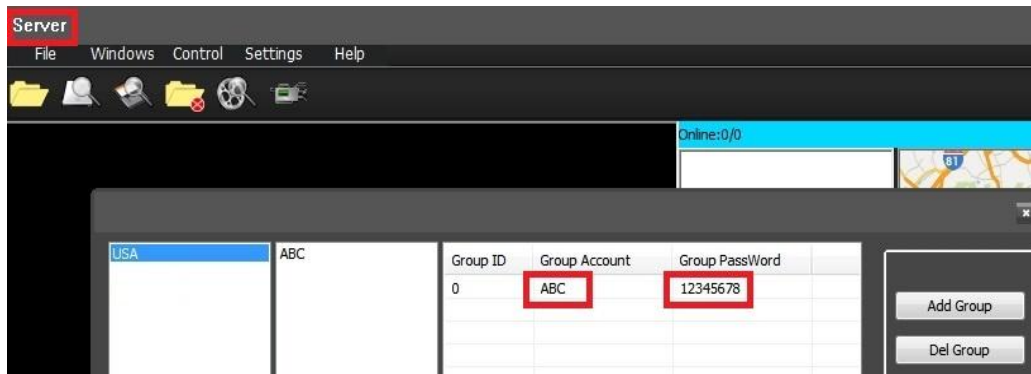 Server
File Windows Control Settings Help
Online:0/0
81
USA ABC Group ID Group Account Group PassWord
0 ABC 12345678
Add Group
Del Group